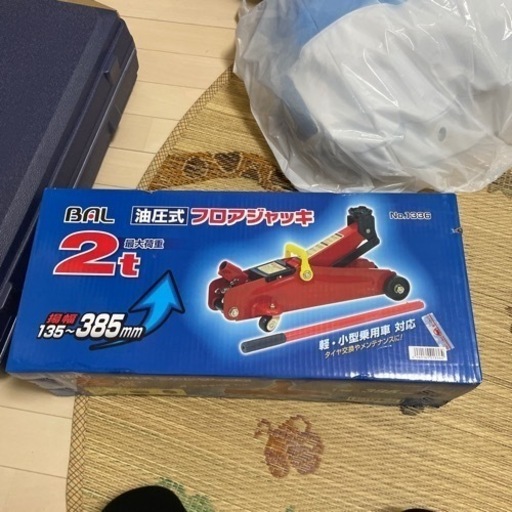 BAL 油圧式 フロアジャッキ No.1336
2t 最大荷重
揚幅
135~385mm
軽・小型乗用車 対応
タイヤ交換やメンテナンスに!